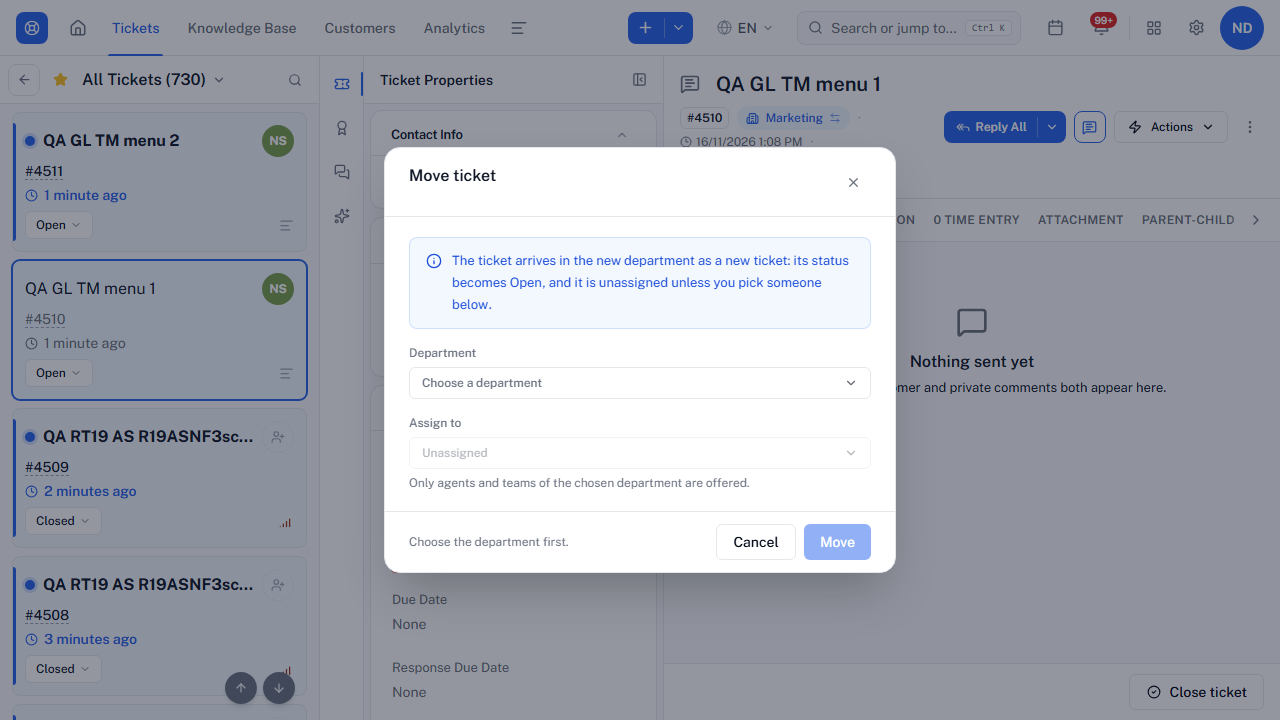 Tickets
Knowledge Base
Customers
Analytics
EN
Search or jump to...
Ctrl K
99+
ND
All Tickets (730)
QA GL TM menu 2
NS
#4511
1 minute ago
Open
QA GL TM menu 1
NS
#4510
1 minute ago
Open
QA RT19 AS R19ASNF3sc...
#4509
2 minutes ago
Closed
QA RT19 AS R19ASNF3sc...
#4508
3 minutes ago
Closed
Ticket Properties
Contact Info
Due Date
None
Response Due Date
None
QA GL TM menu 1
#4510
Marketing
16/11/2026 1:08 PM
Reply All
Actions
ON
0 TIME ENTRY
ATTACHMENT
PARENT-CHILD
Nothing sent yet
mer and private comments both appear here.
Close ticket
Move ticket
The ticket arrives in the new department as a new ticket: its status
becomes Open, and it is unassigned unless you pick someone
below.
Department
Choose a department
Assign to
Unassigned
Only agents and teams of the chosen department are offered.
Choose the department first.
Cancel
Move